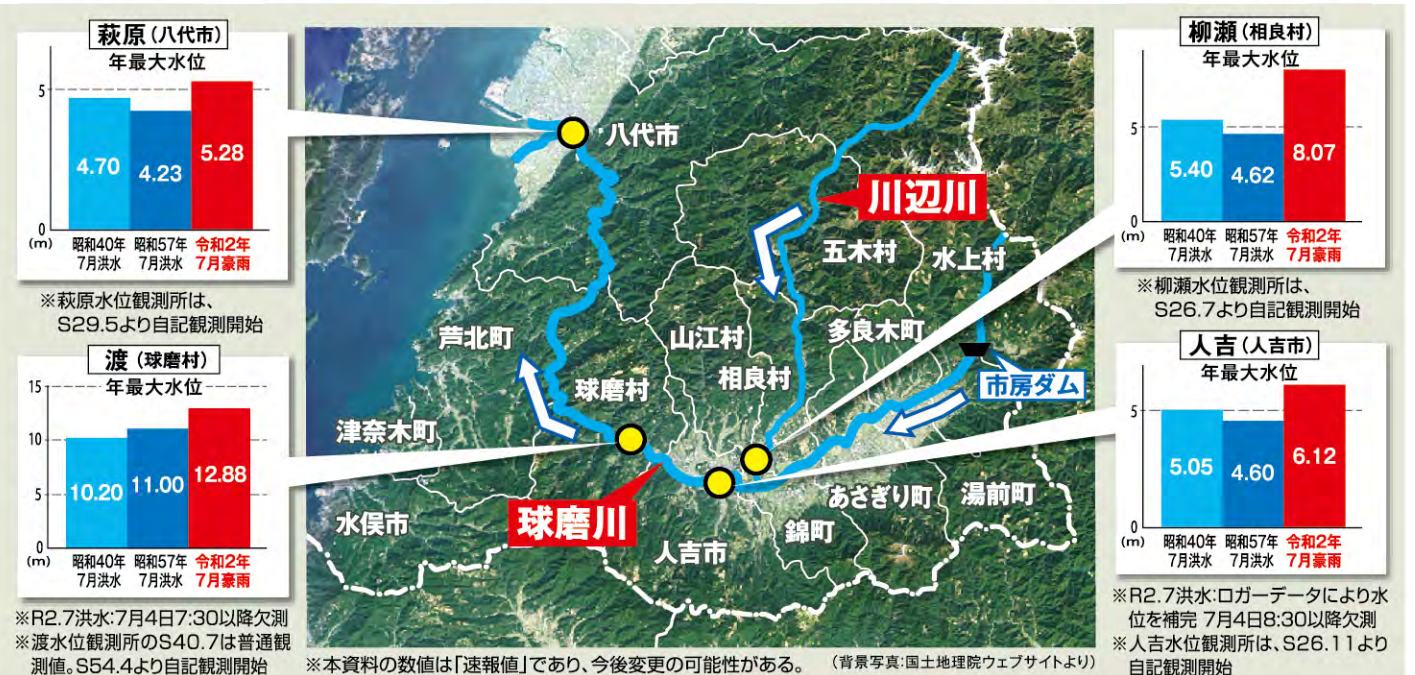 萩原(八代市)
年最大水位
5
4.70
4.23
5.28
0
(m)
昭和40年
7月洪水
昭和57年
7月洪水
令和2年
7月豪雨
※萩原水位観測所は、
S29.5より自記観測開始
渡(球磨村)
年最大水位
15
10
5
0
(m)
10.20
11.00
12.88
昭和40年
7月洪水
昭和57年
7月洪水
令和2年
7月豪雨
※R2.7洪水:7月4日7:30以降欠測
※渡水位観測所のS40.7は普通観
測値。S54.4より自記観測開始
八代市
川辺川
五木村
水上村
芦北町
山江村
多良木町
球磨村
相良村
市房ダム
津奈木町
あさぎり町
湯前町
水俣市
球磨川
錦町
人吉市
※本資料の数値は「速報値」であり、今後変更の可能性がある。
(背景写真:国土地理院ウェブサイトより)
柳瀬(相良村)
年最大水位
5
5.40
4.62
8.07
0
(m)
昭和40年
7月洪水
昭和57年
7月洪水
令和2年
7月豪雨
※柳瀬水位観測所は、
S26.7より自記観測開始
人吉(人吉市)
年最大水位
5
5.05
4.60
6.12
0
(m)
昭和40年
7月洪水
昭和57年
7月洪水
令和2年
7月豪雨
※R2.7洪水:ロガーデータにより水
位を補完 7月4日8:30以降欠測
※人吉水位観測所は、S26.11より
自記観測開始